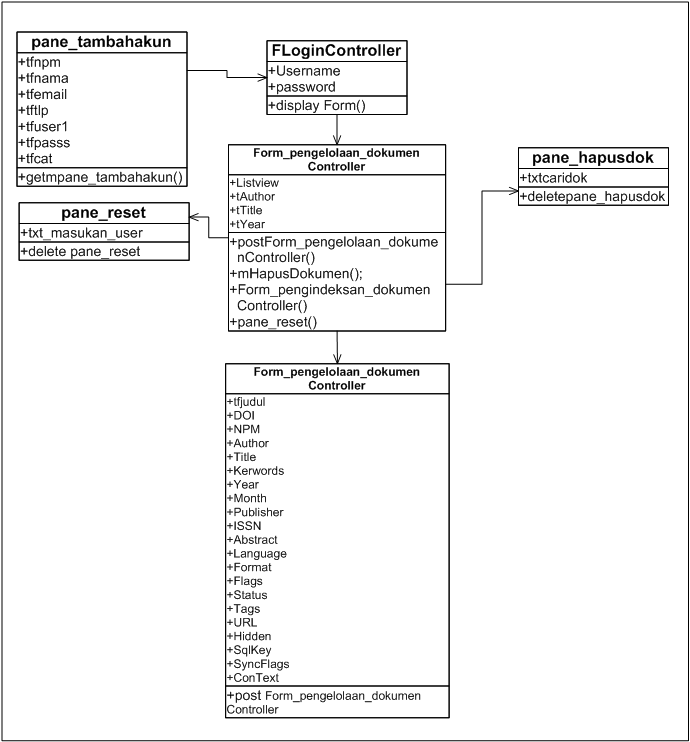 pane_tambahakun
+tfnpm
+tfnama
+tfemail
+tftlp
+tfuser1
+tfpasss
+tfcat
+getmpane_tambahakun()
FLoginController
+Username
+password
+display Form()
Form_pengelolaan_dokumen
Controller
+Listview
+tAuthor
+tTitle
+tYear
+postForm_pengelolaan_dokume
nController()
+mHapusDokumen();
+Form_pengindeksan_dokumen
Controller()
+pane_reset()
pane_hapusdok
+txtcaridok
+deletepane_hapusdok
pane_reset
+txt_masukan_user
+delete pane_reset
Form_pengelolaan_dokumen
Controller
+tfjudul
+DOI
+NPM
+Author
+Title
+Kerwords
+Year
+Month
+Publisher
+ISSN
+Abstract
+Language
+Format
+Flags
+Status
+Tags
+URL
+Hidden
+SqlKey
+SyncFlags
+ConText
+post Form_pengelolaan_dokumen
Controller